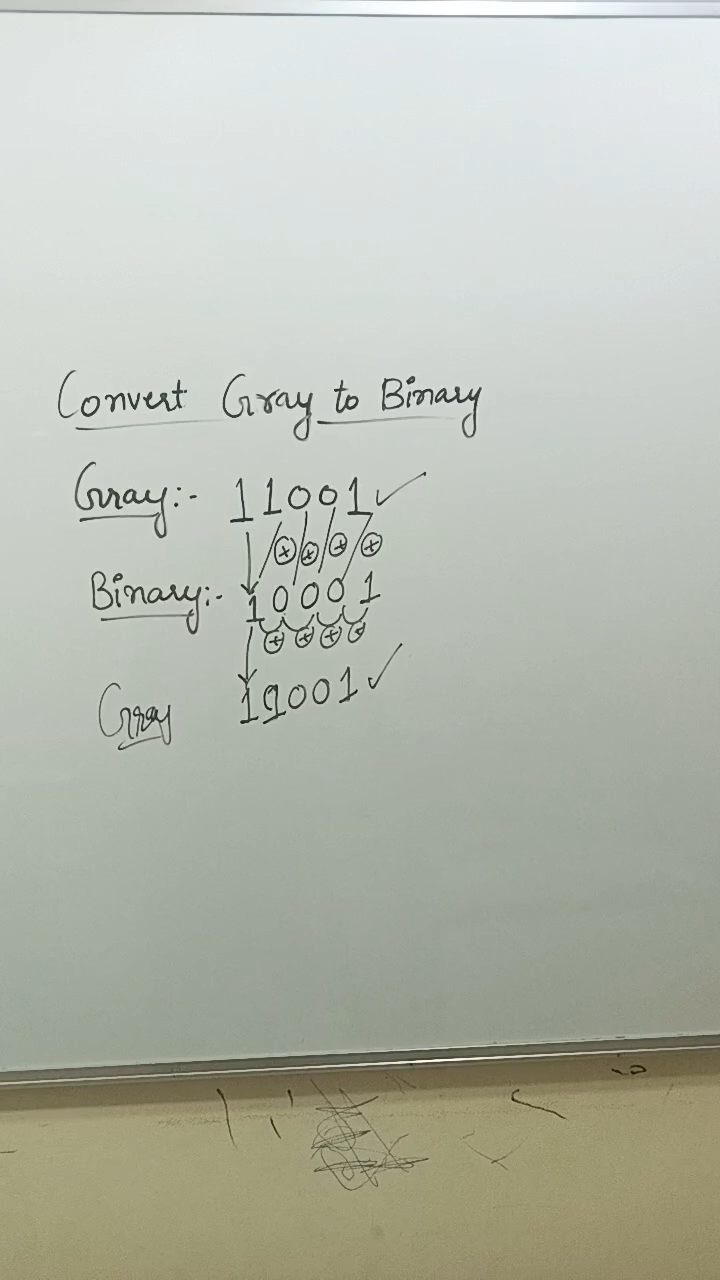 Convert Gray to Binary
Gray:- 11001 ✓
⊕ ⊕ ⊕ ⊕
Binary:- 10001
⊕ ⊕ ⊕ ⊕
Gray 11001 ✓